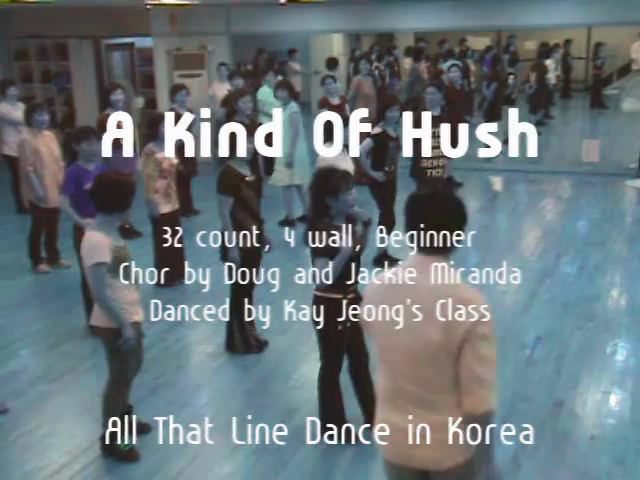 A Kind Of Hush
32 count, 4 wall, Beginner
Chor by Doug and Jackie Miranda
Danced by Kay Jeong's Class
All That Line Dance in Korea